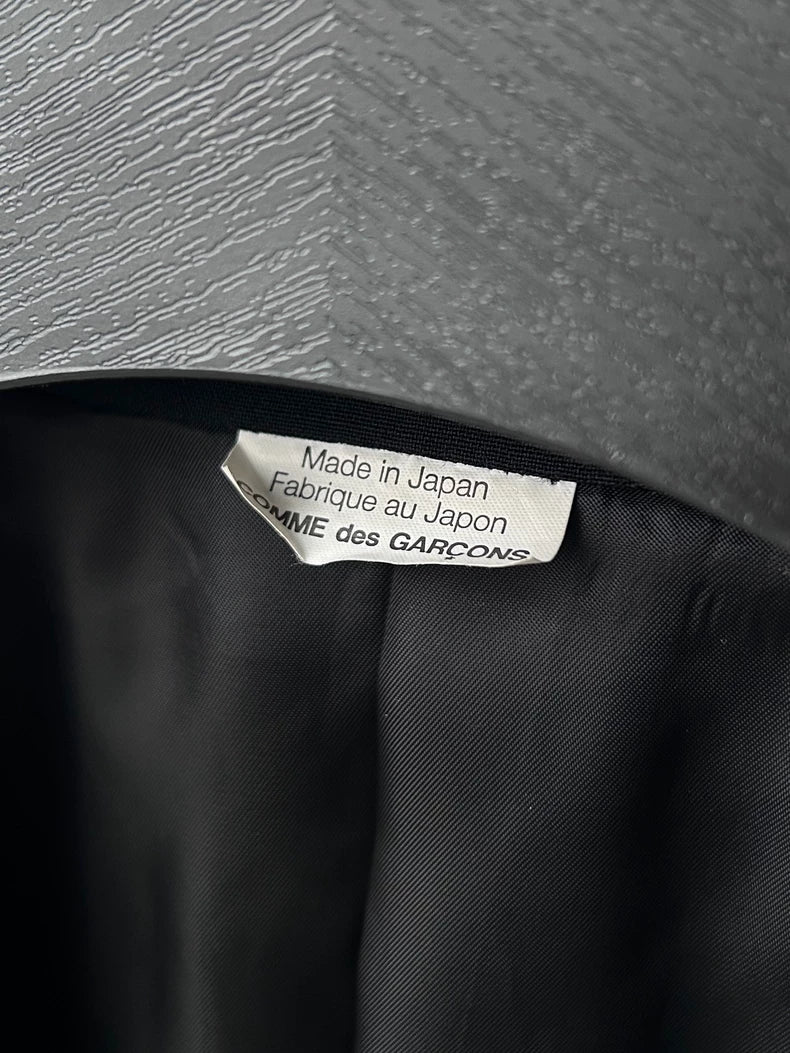 Made in Japan
Fabrique au Japon
COMME des GARÇONS